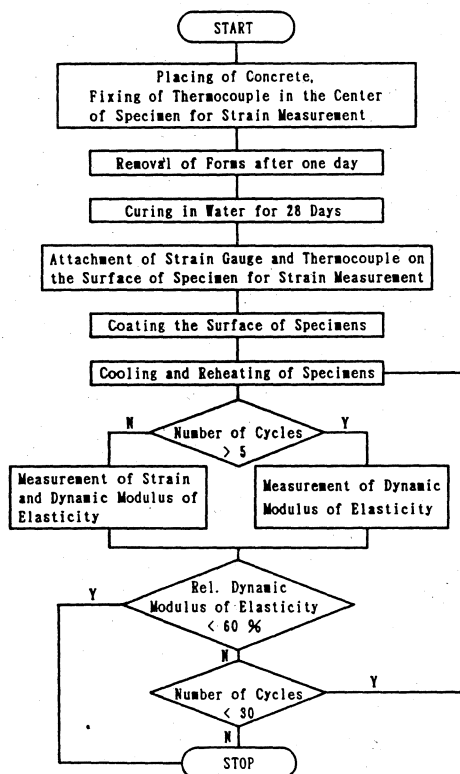 START
Placing of Concrete,
Fixing of Thermocouple in the Center
of Specimen for Strain Measurement
Removal of Forms after one day
Curing in Water for 28 Days
Attachment of Strain Gauge and Thermocouple on
the Surface of Specimen for Strain Measurement
Coating the Surface of Specimens
Cooling and Reheating of Specimens
N
Number of Cycles
> 5
Y
Measurement of Strain
and Dynamic Modulus of
Elasticity
Measurement of Dynamic
Modulus of Elasticity
Y
Rel. Dynamic
Modulus of Elasticity
< 60 %
N
Number of Cycles
< 30
Y
N
STOP